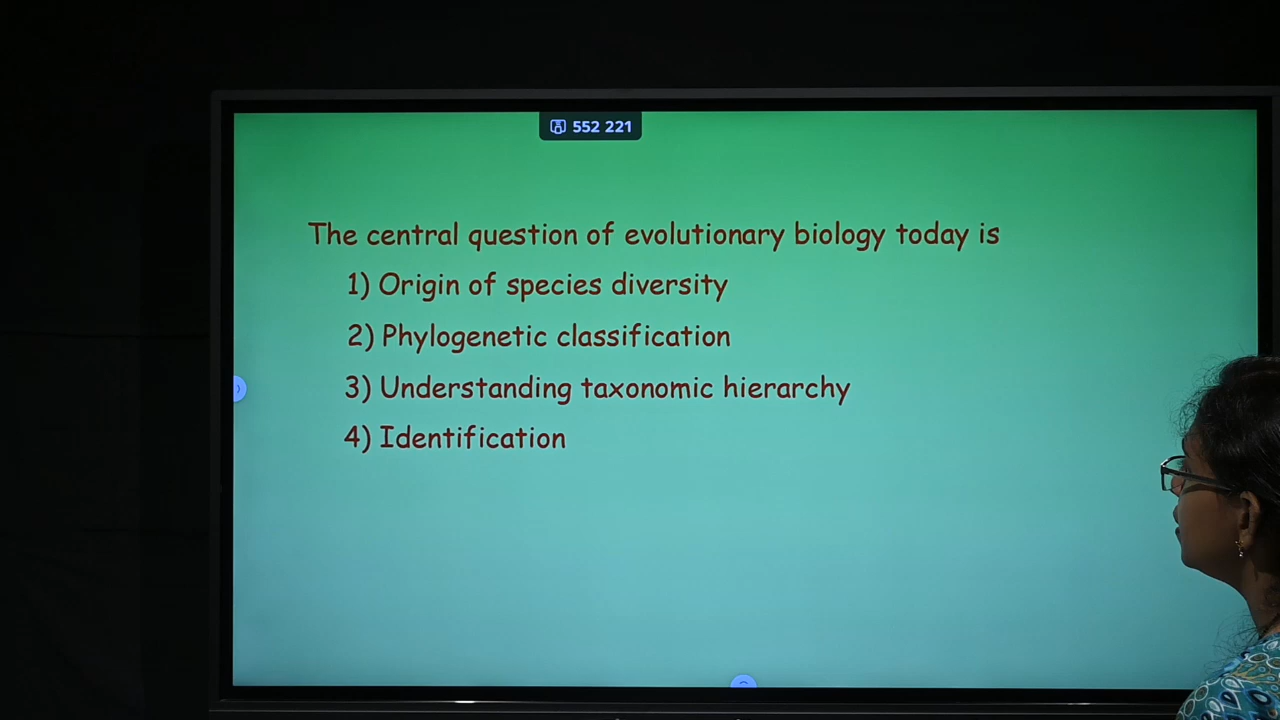 552 221
The central question of evolutionary biology today is
1) Origin of species diversity
2) Phylogenetic classification
3) Understanding taxonomic hierarchy
4) Identification